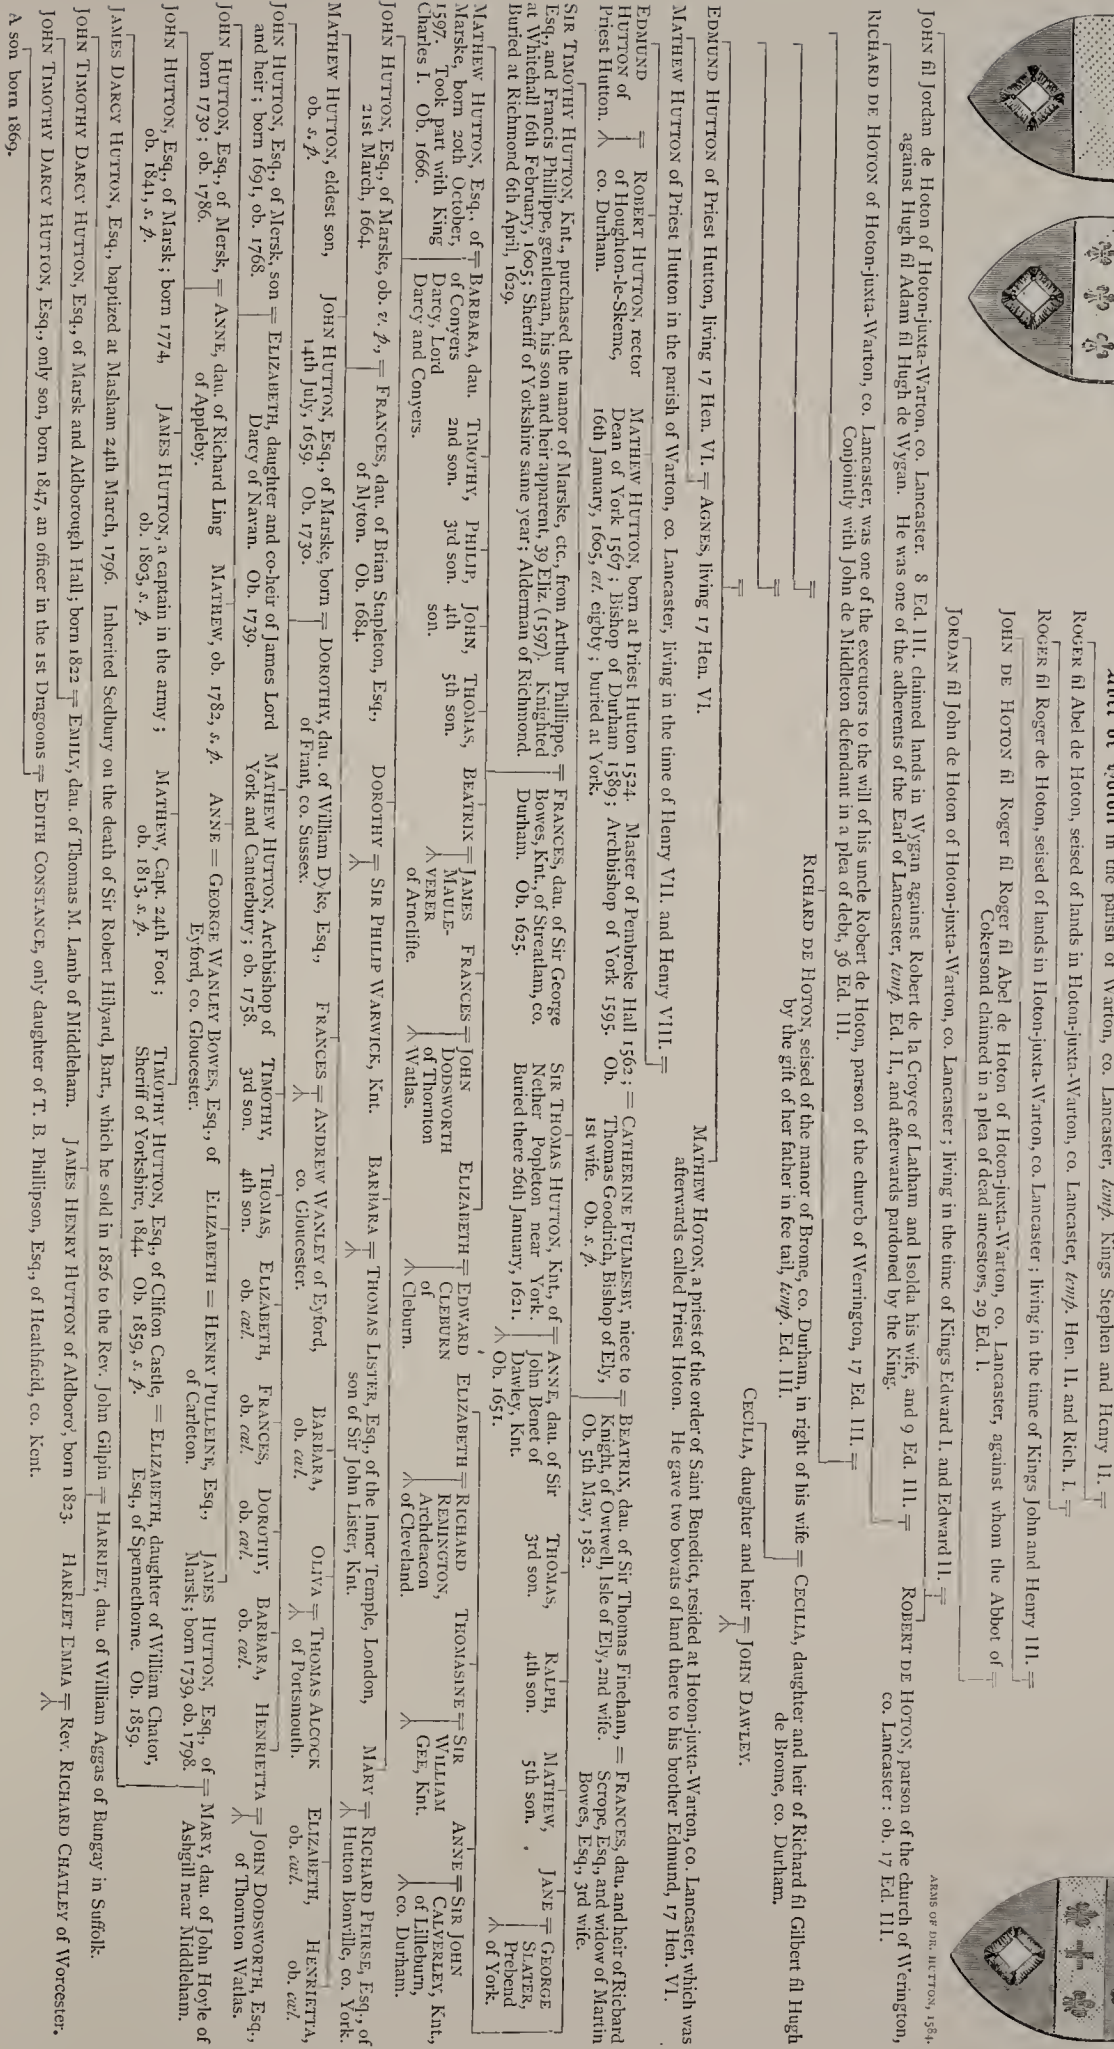 Abbot of Hoton in the parish of Warton, co. Lancaster, temp. Kings Stephen and Henry II.
ROGER fil Abel de Hoton, seised of lands in Hoton-juxta-Warton, co. Lancaster, temp. Hen. II. and Rich. I.
ROGER fil Roger de Hoton, seised of lands in Hoton-juxta-Warton, co. Lancaster; living in the time of Kings John and Henry III.
JOHN DE HOTON fil Roger fil Abel de Hoton of Hoton-juxta-Warton, co. Lancaster, against whom the Abbot of
Cokersond claimed in a plea of dead ancestors, 29 Ed. I.
JORDAN fil John de Hoton of Hoton-juxta-Warton, co. Lancaster; living in the time of Kings Edward I. and Edward II.
ARMS OF DR. HUTTON, 1584.
JOHN fil Jordan de Hoton of Hoton-juxta-Warton, co. Lancaster. 8 Ed. III. claimed lands in Wygan against Robert de la Croyce of Latham and Isolda his wife, and 9 Ed. III.
against Hugh fil Adam fil Hugh de Wygan. He was one of the adherents of the Earl of Lancaster, temp. Ed. II., and afterwards pardoned by the King.
ROBERT DE HOTON, parson of the church of Werington,
co. Lancaster: ob. 17 Ed. III.
RICHARD DE HOTON of Hoton-juxta-Warton, co. Lancaster, was one of the executors to the will of his uncle Robert de Hoton, parson of the church of Werrington, 17 Ed. III.
Conjointly with John de Middleton defendant in a plea of debt, 36 Ed. III.
RICHARD DE HOTON, seised of the manor of Brome, co. Durham, in right of his wife
by the gift of her father in fee tail, temp. Ed. III.
CECILIA, daughter and heir of Richard fil Gilbert fil Hugh
de Brome, co. Durham.
CECILIA, daughter and heir
JOHN DAWLEY.
EDMUND HUTTON of Priest Hutton, living 17 Hen. VI.
AGNES, living 17 Hen. VI.
MATHEW HOTON, a priest of the order of Saint Benedict, resided at Hoton-juxta-Warton, co. Lancaster, which was
afterwards called Priest Hoton. He gave two bovats of land there to his brother Edmund, 17 Hen. VI.
MATHEW HUTTON of Priest Hutton in the parish of Warton, co. Lancaster, living in the time of Henry VII. and Henry VIII.
EDMUND
HUTTON of
Priest Hutton.
ROBERT HUTTON, rector
of Houghton-le-Skerne,
co. Durham.
MATHEW HUTTON, born at Priest Hutton 1524. Master of Pembroke Hall 1562;
Dean of York 1567; Bishop of Durham 1589; Archbishop of York 1595. Ob.
16th January, 1605, æt. eighty; buried at York.
CATHERINE FULMESBY, niece to
Thomas Goodrich, Bishop of Ely,
1st wife. Ob. s. p.
BEATRIX, dau. of Sir Thomas Fincham,
Knight, of Owtwell, Isle of Ely, 2nd wife.
Ob. 5th May, 1582.
FRANCES, dau. and heir of Richard
Scrope, Esq., and widow of Martin
Bowes, Esq., 3rd wife.
SIR TIMOTHY HUTTON, Knt., purchased the manor of Marske, etc., from Arthur Phillippe,
Esq., and Francis Phillippe, gentleman, his son and heir apparent, 39 Eliz. (1597). Knighted
at Whitehall 16th February, 1605; Sheriff of Yorkshire same year; Alderman of Richmond.
Buried at Richmond 6th April, 1629.
FRANCES, dau. of Sir George
Bowes, Knt., of Streatlam, co.
Durham. Ob. 1625.
SIR THOMAS HUTTON, Knt., of
Nether Popleton near York.
Buried there 26th January, 1621.
ANNE, dau. of Sir
John Benet of
Dawley, Knt.
Ob. 1651.
THOMAS,
3rd son.
RALPH,
4th son.
MATHEW,
5th son.
JANE
GEORGE
SLATER,
Prebend
of York.
MATHEW HUTTON, Esq., of
Marske, born 20th October,
1597. Took part with King
Charles I. Ob. 1666.
BARBARA, dau.
of Conyers
Darcy, Lord
Darcy and Conyers.
TIMOTHY,
2nd son.
PHILIP,
3rd son.
JOHN,
4th
son.
THOMAS,
5th son.
BEATRIX
JAMES
MAULE-
VERER
of Arncliffe.
FRANCES
JOHN
DODSWORTH
of Thornton
Watlas.
ELIZABETH
EDWARD
CLEBURN
of
Cleburn.
ELIZABETH
RICHARD
REMINGTON,
Archdeacon
of Cleveland.
THOMASINE
SIR
WILLIAM
GEE, Knt.
ANNE
SIR JOHN
CALVERLEY, Knt.,
of Lilleburn,
co. Durham.
JOHN HUTTON, Esq., of Marske, ob. v. p.,
21st March, 1664.
FRANCES, dau. of Brian Stapleton, Esq.,
of Myton. Ob. 1684.
DOROTHY
SIR PHILIP WARWICK, Knt.
BARBARA
THOMAS LISTER, Esq., of the Inner Temple, London,
son of Sir John Lister, Knt.
MARY
RICHARD PEIRSE, Esq., of
Hutton Bonville, co. York.
MATHEW HUTTON, eldest son,
ob. s. p.
JOHN HUTTON, Esq., of Marske, born
14th July, 1659. Ob. 1730.
DOROTHY, dau. of William Dyke, Esq.,
of Frant, co. Sussex.
FRANCES
ANDREW WANLEY of Eyford,
co. Gloucester.
BARBARA,
ob. cæl.
OLIVA
THOMAS ALCOCK
of Portsmouth.
ELIZABETH,
ob. cæl.
HENRIETTA,
ob. cæl.
JOHN HUTTON, Esq., of Mersk, son
and heir; born 1691, ob. 1768.
ELIZABETH, daughter and co-heir of James Lord
Darcy of Navan. Ob. 1739.
MATHEW HUTTON, Archbishop of
York and Canterbury; ob. 1758.
TIMOTHY,
3rd son.
THOMAS,
4th son.
ELIZABETH,
ob. cæl.
FRANCES,
ob. cæl.
DOROTHY,
ob. cæl.
BARBARA,
ob. cæl.
HENRIETTA
JOHN DODSWORTH, Esq.,
of Thornton Watlas.
JOHN HUTTON, Esq., of Mersk,
born 1730; ob. 1786.
ANNE, dau. of Richard Ling
of Appleby.
MATHEW, ob. 1782, s. p.
ANNE
GEORGE WANLEY BOWES, Esq., of
Eyford, co. Gloucester.
ELIZABETH
HENRY PULLEINE, Esq.,
of Carleton.
JAMES HUTTON, Esq., of
Marsk; born 1739, ob. 1798.
MARY, dau. of John Hoyle of
Ashgill near Middleham.
JOHN HUTTON, Esq., of Marsk; born 1774,
ob. 1841, s. p.
JAMES HUTTON, a captain in the army;
ob. 1803, s. p.
MATHEW, Capt. 24th Foot;
ob. 1813, s. p.
TIMOTHY HUTTON, Esq., of Clifton Castle,
Sheriff of Yorkshire, 1844. Ob. 1859, s. p.
ELIZABETH, daughter of William Chator,
Esq., of Spennethorne. Ob. 1859.
JAMES DARCY HUTTON, Esq., baptized at Masham 24th March, 1796. Inherited Sedbury on the death of Sir Robert Hilyard, Bart., which he sold in 1826 to the Rev. John Gilpin
HARRIET, dau. of William Aggas of Bungay in Suffolk.
JOHN TIMOTHY DARCY HUTTON, Esq., of Marsk and Aldborough Hall; born 1822
EMILY, dau. of Thomas M. Lamb of Middleham.
JAMES HENRY HUTTON of Aldboro', born 1823.
HARRIET EMMA
Rev. RICHARD CHATLEY of Worcester.
JOHN TIMOTHY DARCY HUTTON, Esq., only son, born 1847, an officer in the 1st Dragoons
EDITH CONSTANCE, only daughter of T. B. Phillipson, Esq., of Heathfield, co. Kent.
A son born 1869.